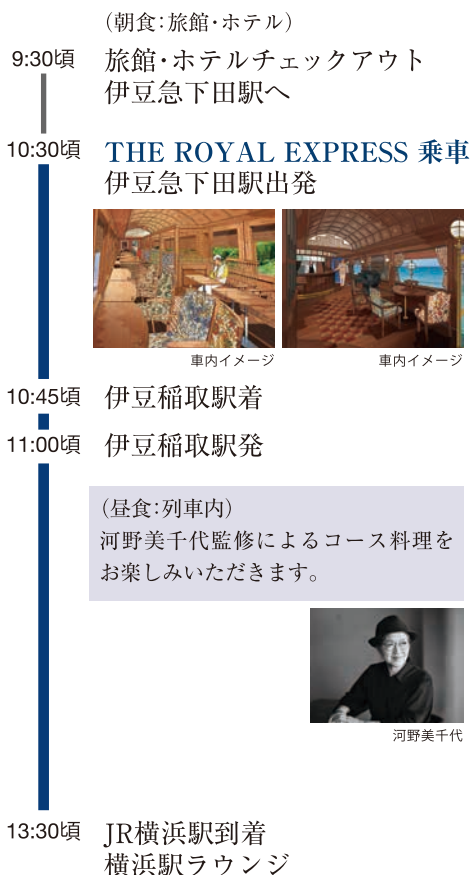 （朝食：旅館・ホテル）
9:30頃 旅館・ホテルチェックアウト
伊豆急下田駅へ
10:30頃 THE ROYAL EXPRESS 乗車
伊豆急下田駅出発
車内イメージ 車内イメージ
10:45頃 伊豆稲取駅着
11:00頃 伊豆稲取駅発
（昼食：列車内）
河野美千代監修によるコース料理を
お楽しみいただきます。
河野美千代
13:30頃 JR横浜駅到着
横浜駅ラウンジ